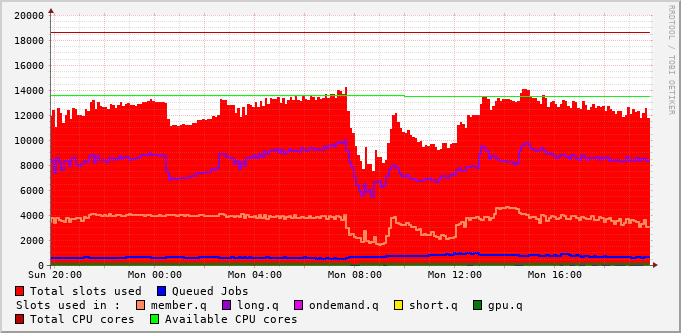 20000
18000
16000
14000
12000
10000
8000
6000
4000
2000
0
Sun 20:00 Mon 00:00 Mon 04:00 Mon 08:00 Mon 12:00 Mon 16:00
RRDTOOL / TOBI OETIKER
Total slots used Queued Jobs
Slots used in : member.q long.q ondemand.q short.q gpu.q
Total CPU cores Available CPU cores